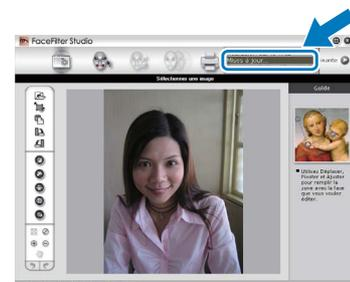 FaceFilter Studio
Mises à jour...
Sélectionnez une image
Guide
Utilisez Déplacer,
Pivoter et Ajuster
pour remplir la
zone avec la face
que vous voulez
éditer.